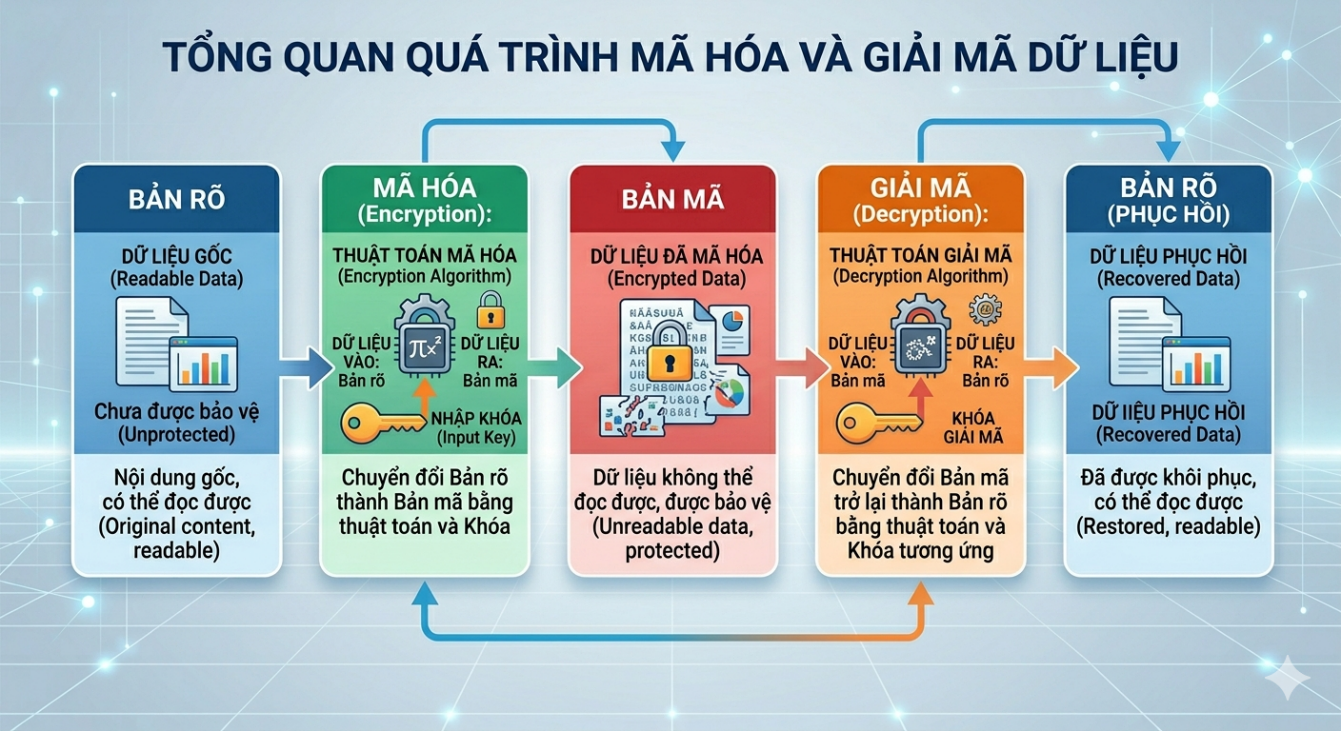 TỔNG QUAN QUÁ TRÌNH MÃ HÓA VÀ GIẢI MÃ DỮ LIỆU
BẢN RÕ
DỮ LIỆU GỐC
(Readable Data)
Chưa được bảo vệ
(Unprotected)
Nội dung gốc,
có thể đọc được
(Original content,
readable)
MÃ HÓA
(Encryption):
THUẬT TOÁN MÃ HÓA
(Encryption Algorithm)
DỮ LIỆU
VÀO:
Bản rõ
πx²
DỮ LIỆU
RA:
Bản mã
NHẬP KHÓA
(Input Key)
Chuyển đổi Bản rõ
thành Bản mã bằng
thuật toán và Khóa
BẢN MÃ
DỮ LIỆU ĐÃ MÃ HÓA
(Encrypted Data)
Dữ liệu không thể
đọc được, được bảo vệ
(Unreadable data,
protected)
GIẢI MÃ
(Decryption):
THUẬT TOÁN GIẢI MÃ
(Decryption Algorithm)
DỮ LIỆU
VÀO:
Bản mã
DỮ LIỆU
RA:
Bản rõ
KHÓA
GIẢI MÃ
Chuyển đổi Bản mã
trở lại thành Bản rõ
bằng thuật toán và
Khóa tương ứng
BẢN RÕ
(PHỤC HỒI)
DỮ LIỆU PHỤC HỒI
(Recovered Data)
DỮ IIỆU PHỤC HỒI
(Recovered Data)
Đã được khôi phục,
có thể đọc được
(Restored, readable)